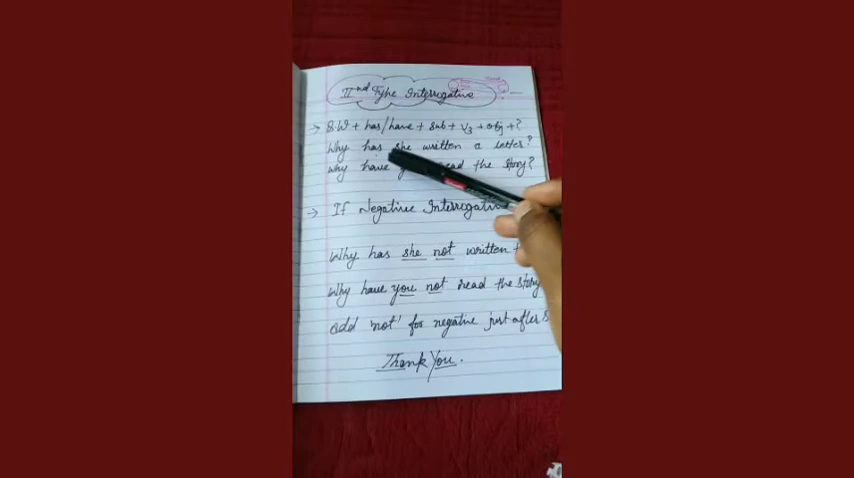 IInd Type Interrogative
→ Q.W + has/have + sub + V3 + obj + ?
Why has she written a letter?
Why have read the story?
→ If Negative Interrogative
Why has she not written
Why have you not read the story
add 'not' for negative just after
Thank You.